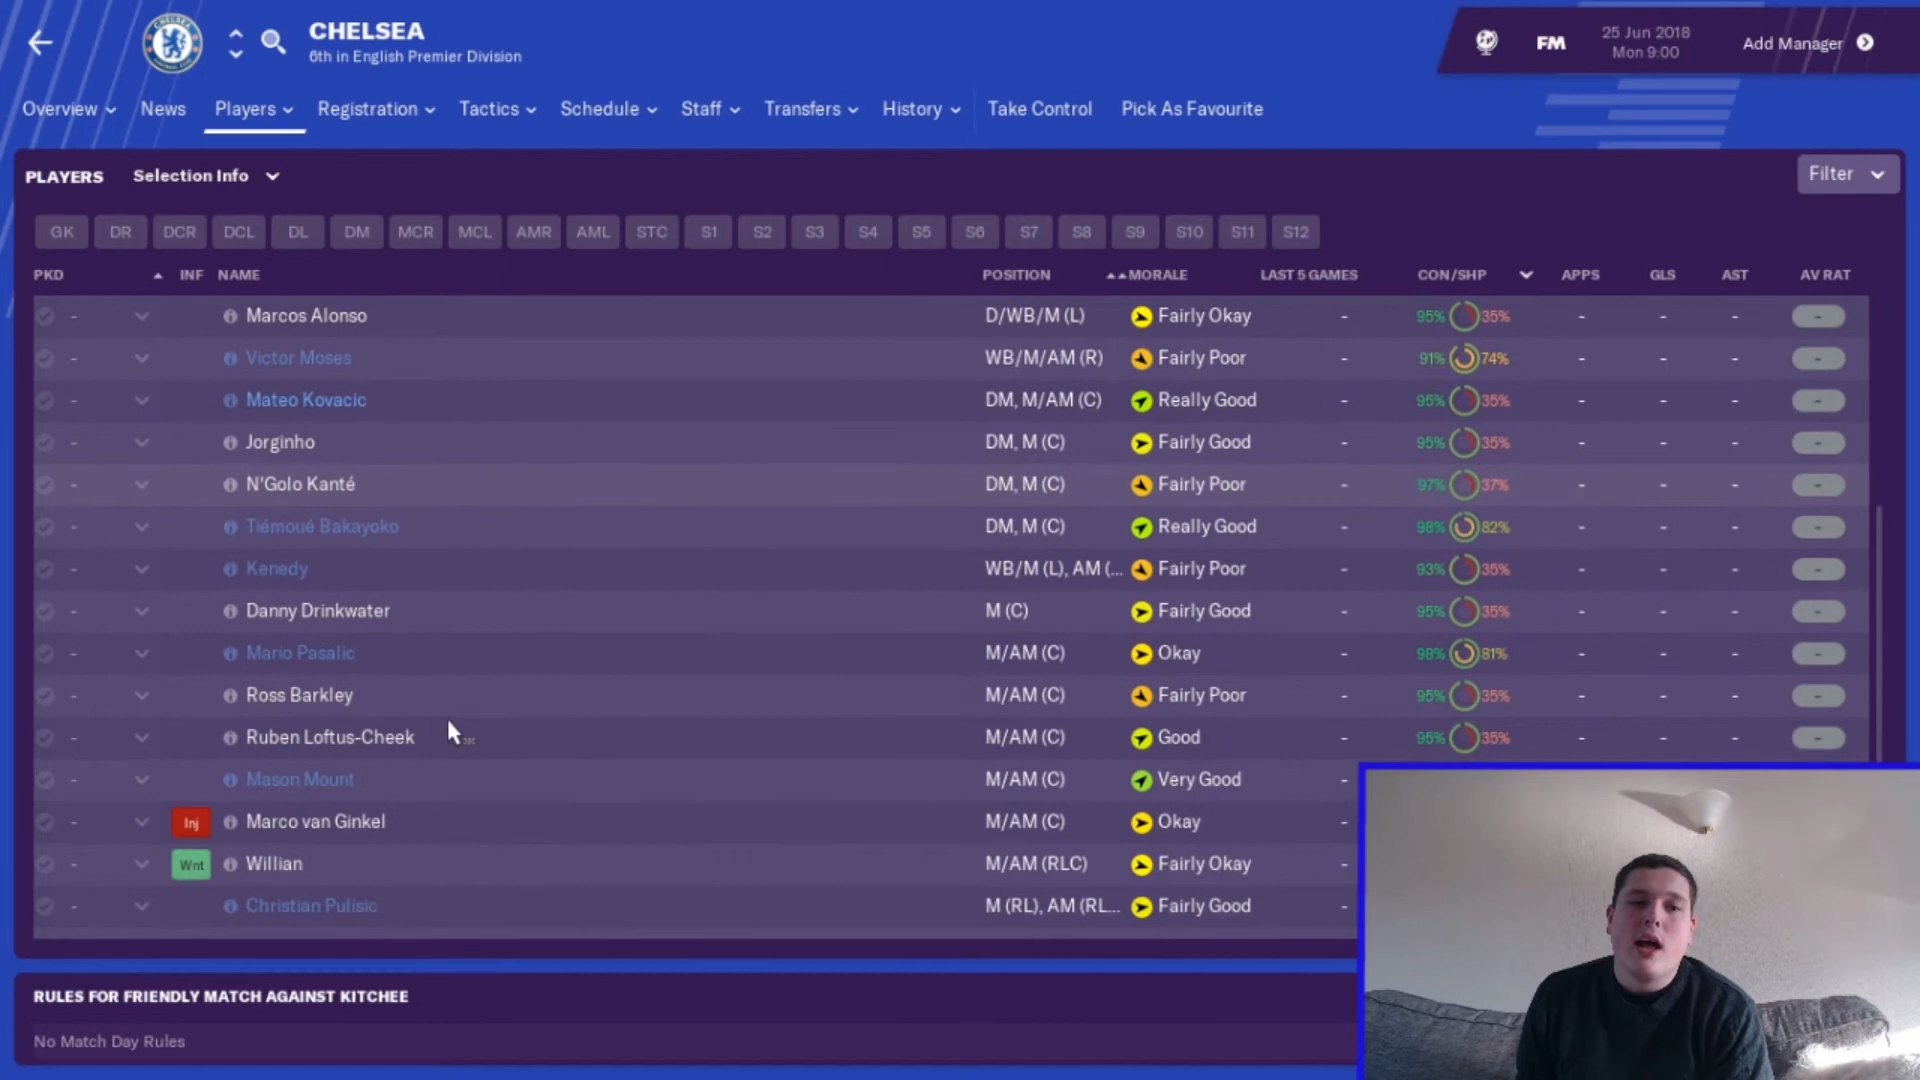 CHELSEA
6th in English Premier Division
FM
25 Jun 2018
Mon 9:00
Add Manager
Overview News Players Registration Tactics Schedule Staff Transfers History Take Control Pick As Favourite
PLAYERS Selection Info Filter
GK DR DCR DCL DL DM MCR MCL AMR AML STC S1 S2 S3 S4 S5 S6 S7 S8 S9 S10 S11 S12
PKD INF NAME POSITION MORALE LAST 5 GAMES CON/SHP APPS GLS AST AV RAT
- Marcos Alonso D/WB/M (L) Fairly Okay - 95% 35% - - - -
- Victor Moses WB/M/AM (R) Fairly Poor - 91% 74% - - - -
- Mateo Kovacic DM, M/AM (C) Really Good - 95% 35% - - - -
- Jorginho DM, M (C) Fairly Good - 95% 35% - - - -
- N'Golo Kanté DM, M (C) Fairly Poor - 97% 37% - - - -
- Tiémoué Bakayoko DM, M (C) Really Good - 98% 82% - - - -
- Kenedy WB/M (L), AM (... Fairly Poor - 93% 35% - - - -
- Danny Drinkwater M (C) Fairly Good - 95% 35% - - - -
- Mario Pasalic M/AM (C) Okay - 98% 81% - - - -
- Ross Barkley M/AM (C) Fairly Poor - 95% 35% - - - -
- Ruben Loftus-Cheek M/AM (C) Good - 95% 35% - - - -
- Mason Mount M/AM (C) Very Good -
- Inj Marco van Ginkel M/AM (C) Okay -
- Wnt Willian M/AM (RLC) Fairly Okay -
- Christian Pulisic M (RL), AM (RL... Fairly Good -
RULES FOR FRIENDLY MATCH AGAINST KITCHEE
No Match Day Rules